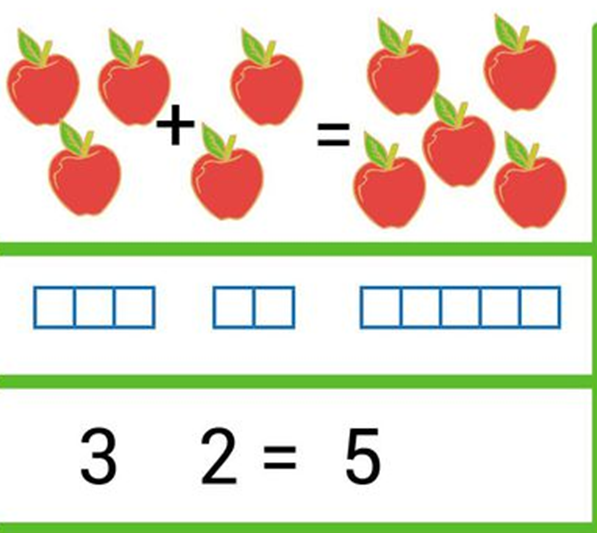 + =
3 2 = 5